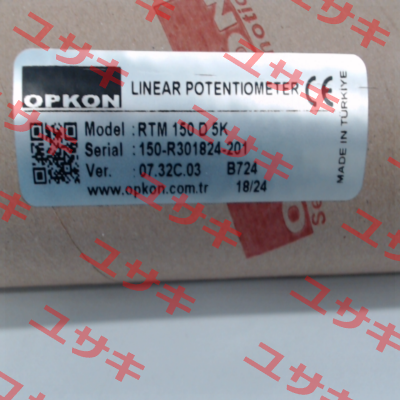 OPKON
LINEAR POTENTIOMETER
CE
Model : RTM 150 D 5K
Serial : 150-R301824-201
Ver. : 07.32C.03 B724
www.opkon.com.tr 18/24
MADE IN TÜRKİYE
ユサキ
ユサキ
ユサキ
ユサキ
ユサキ
ユサキ
ユサキ